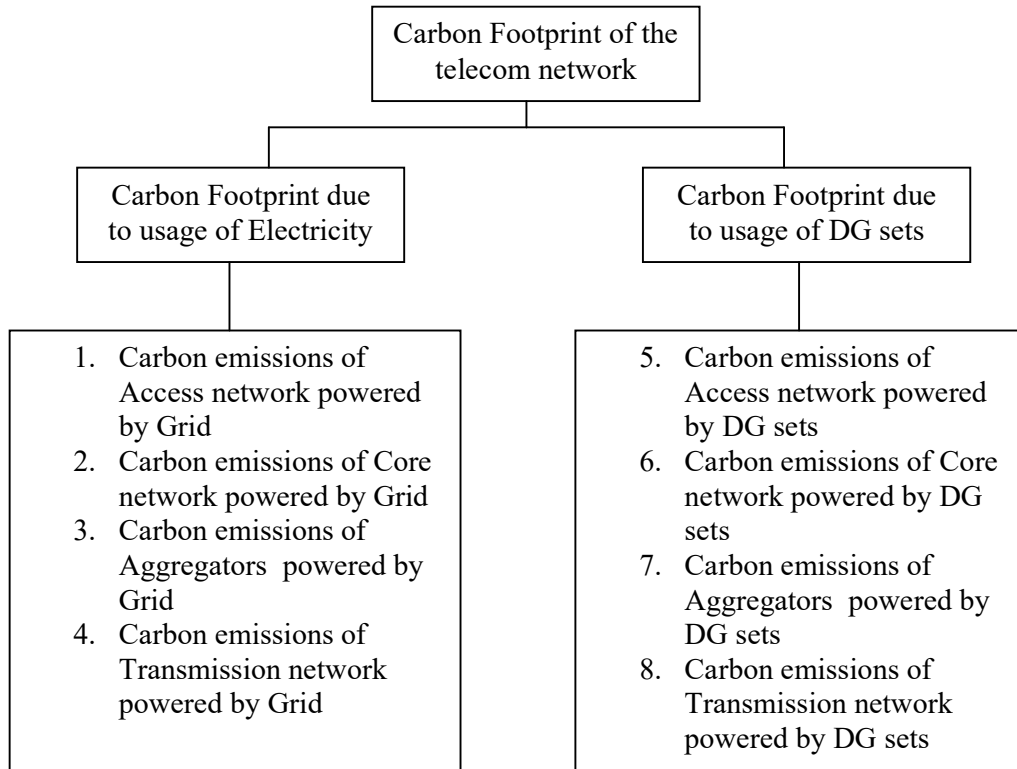 Carbon Footprint of the
telecom network
Carbon Footprint due
to usage of Electricity
Carbon Footprint due
to usage of DG sets
1. Carbon emissions of
Access network powered
by Grid
2. Carbon emissions of Core
network powered by Grid
3. Carbon emissions of
Aggregators  powered by
Grid
4. Carbon emissions of
Transmission network
powered by Grid
5. Carbon emissions of
Access network powered
by DG sets
6. Carbon emissions of Core
network powered by DG
sets
7. Carbon emissions of
Aggregators  powered by
DG sets
8. Carbon emissions of
Transmission network
powered by DG sets